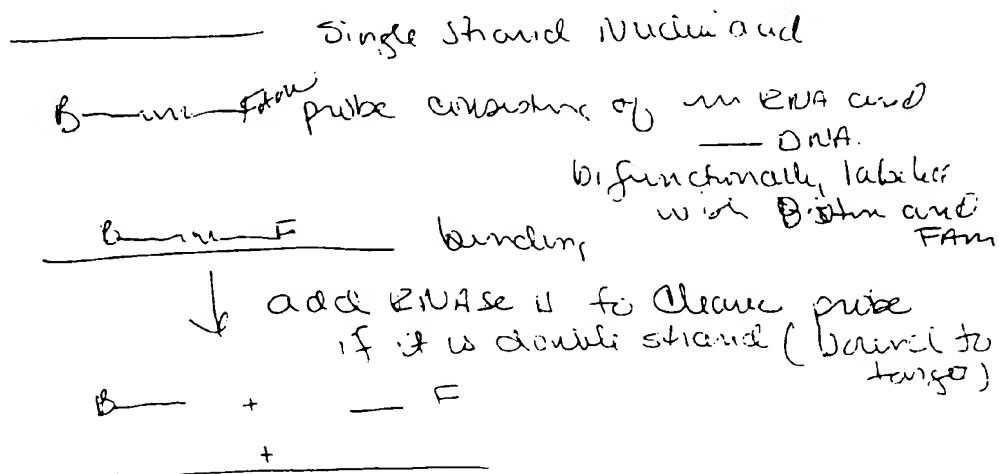 Single strand Nucleic acid
B FAM probe consisting of RNA and
DNA.
bifunctionally labeled
with Biotin and
FAM
B F binding
add RNAse H to cleave probe
if it is double strand (bound to
target)
B + F
+